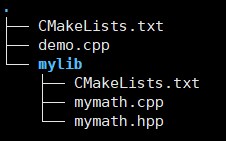 .
├── CMakeLists.txt
├── demo.cpp
└── mylib
    ├── CMakeLists.txt
    ├── mymath.cpp
    └── mymath.hpp